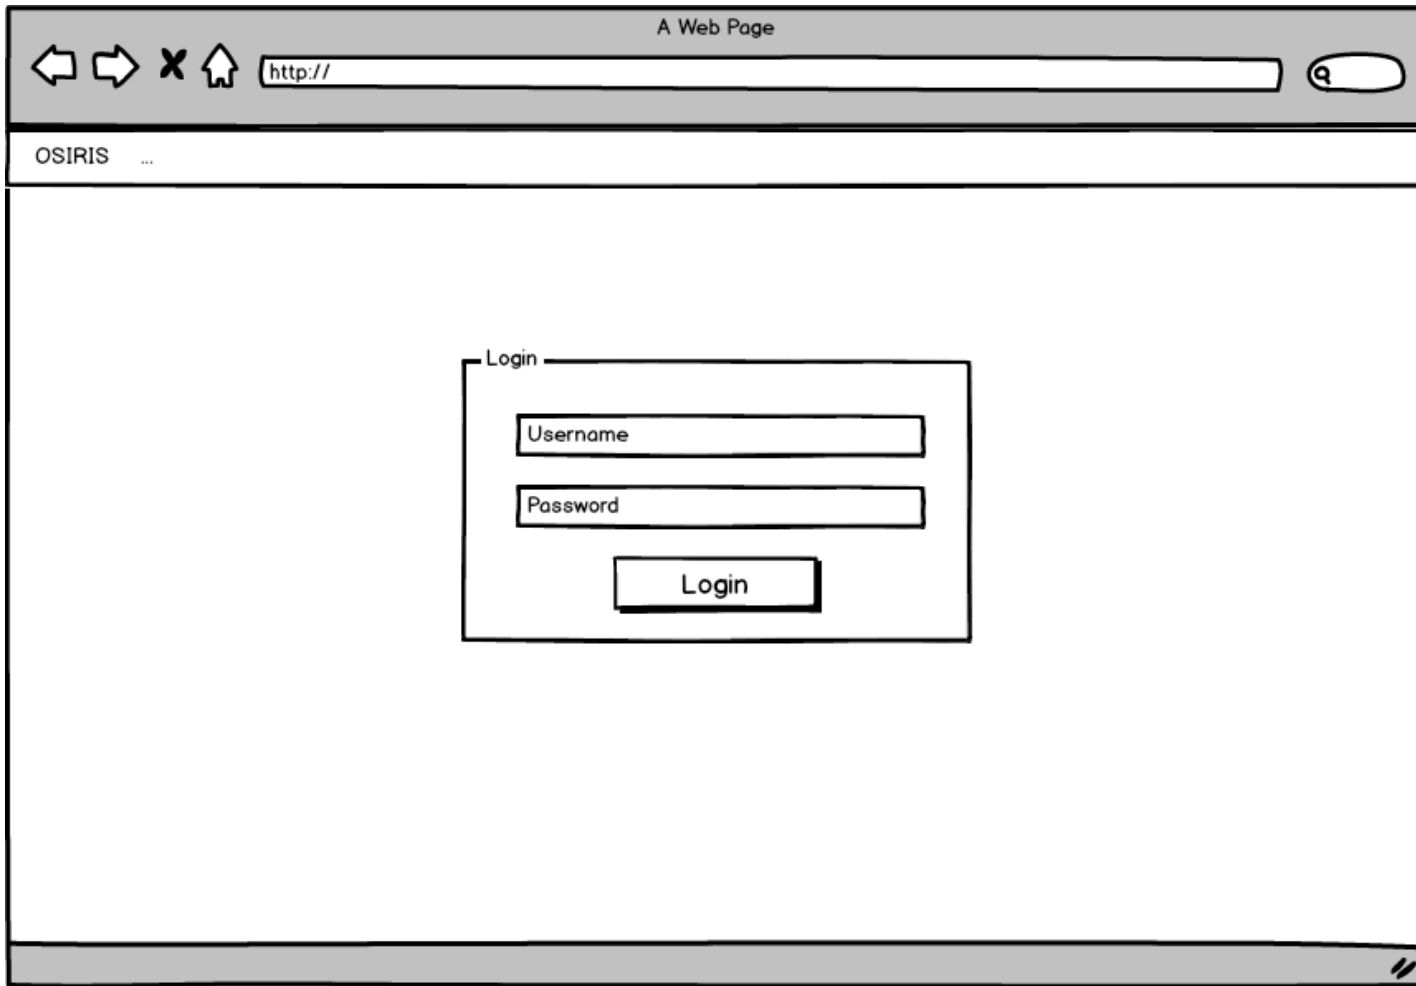 A Web Page
http://
OSIRIS ...
Login
Username
Password
Login